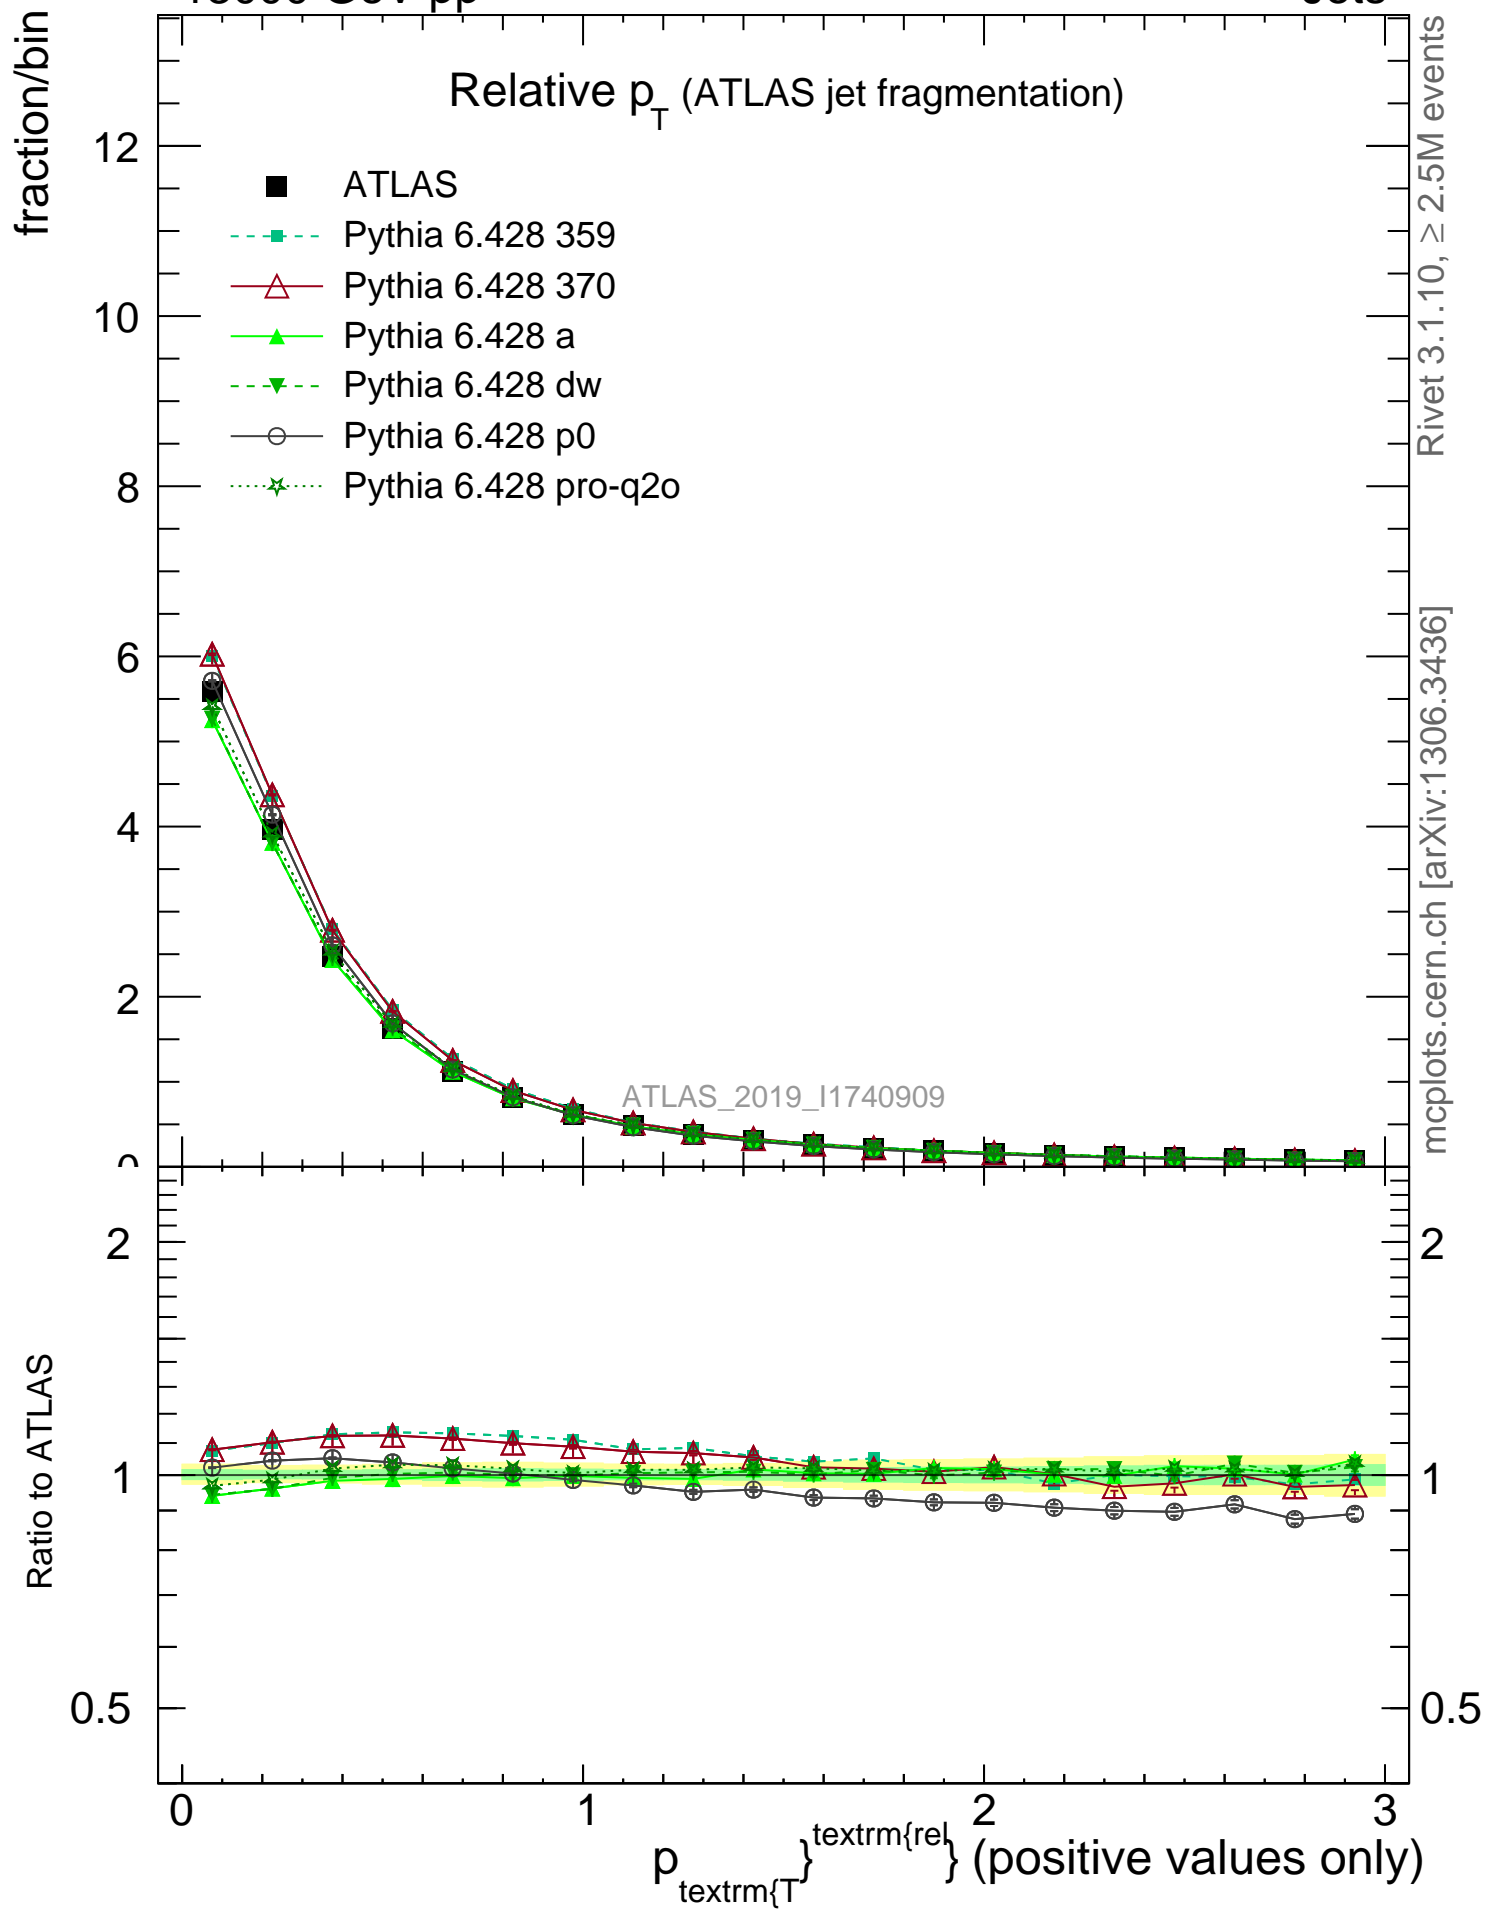 fraction/bin
Relative pT (ATLAS jet fragmentation)
ATLAS
Pythia 6.428 359
Pythia 6.428 370
Pythia 6.428 a
Pythia 6.428 dw
Pythia 6.428 p0
Pythia 6.428 pro-q2o
12
10
8
6
4
2
ATLAS_2019_I1740909
Rivet 3.1.10, ≥ 2.5M events
mcplots.cern.ch [arXiv:1306.3436]
Ratio to ATLAS
2
1
0.5
2
1
0.5
0 1 2 3
p textrm{T} textrm{rel} (positive values only)